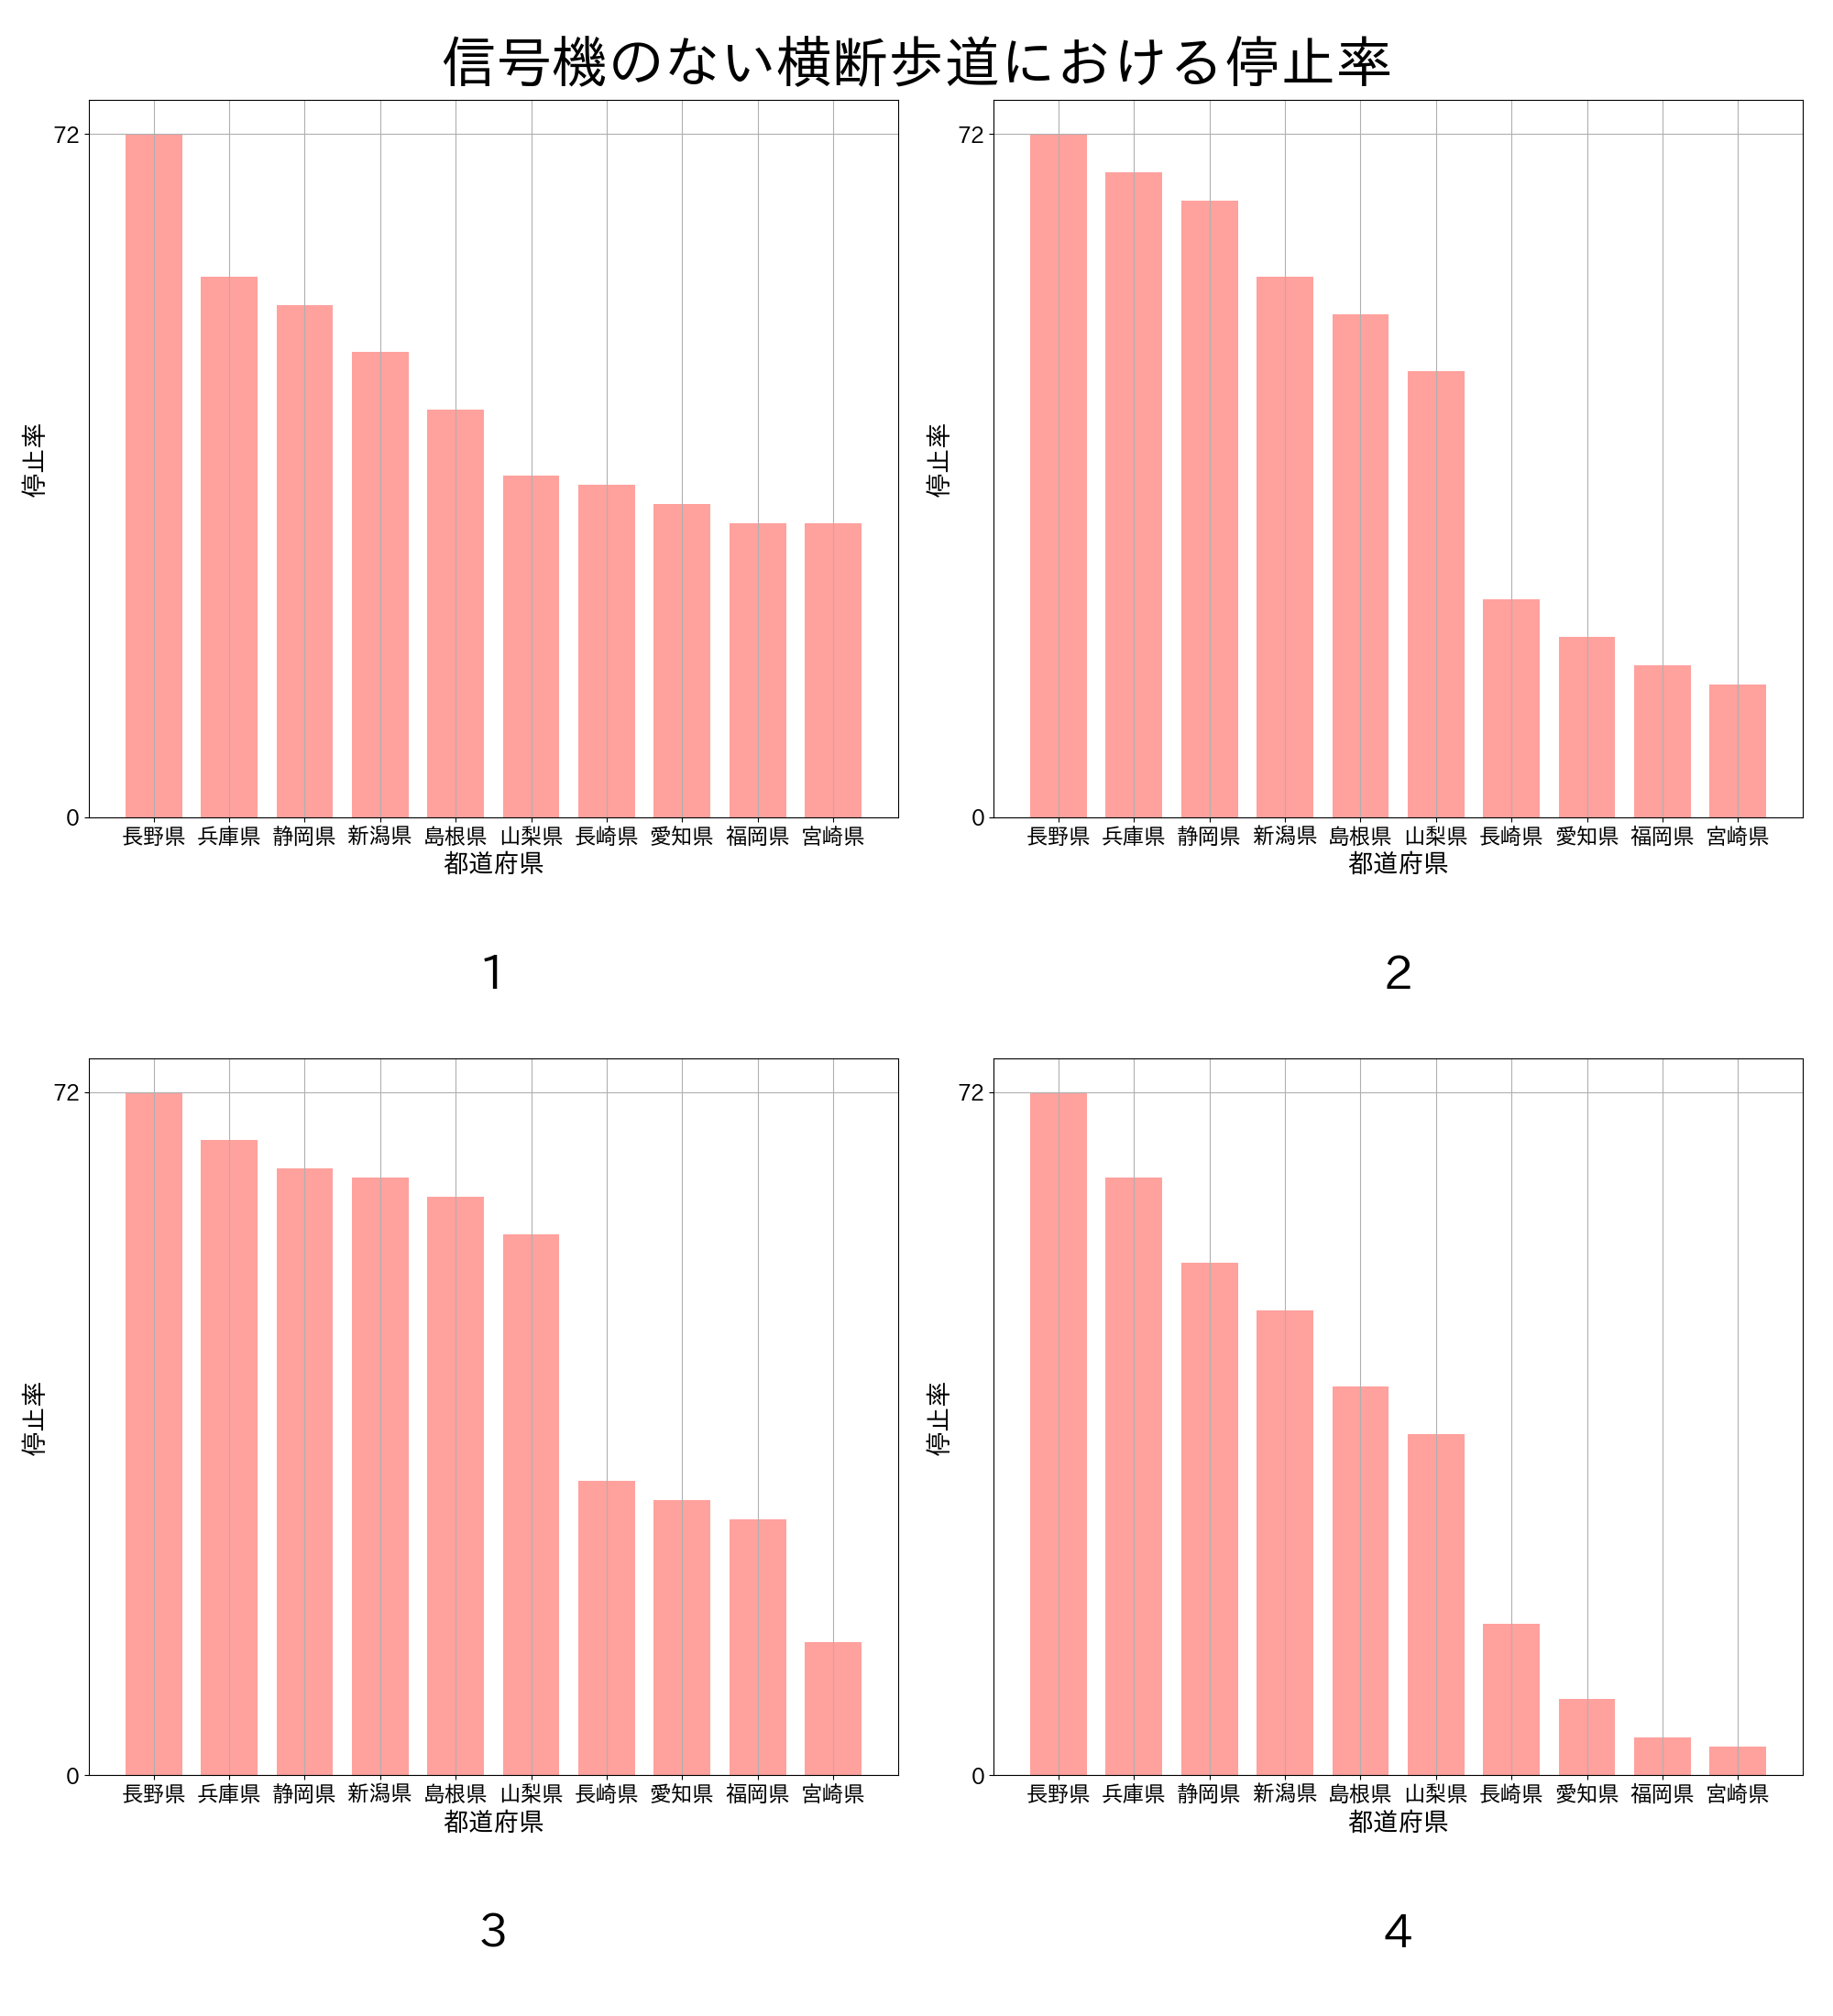 信号機のない横断歩道における停止率
72
0
停止率
長野県 兵庫県 静岡県 新潟県 島根県 山梨県 長崎県 愛知県 福岡県 宮崎県
都道府県
1
72
0
停止率
長野県 兵庫県 静岡県 新潟県 島根県 山梨県 長崎県 愛知県 福岡県 宮崎県
都道府県
2
72
0
停止率
長野県 兵庫県 静岡県 新潟県 島根県 山梨県 長崎県 愛知県 福岡県 宮崎県
都道府県
3
72
0
停止率
長野県 兵庫県 静岡県 新潟県 島根県 山梨県 長崎県 愛知県 福岡県 宮崎県
都道府県
4